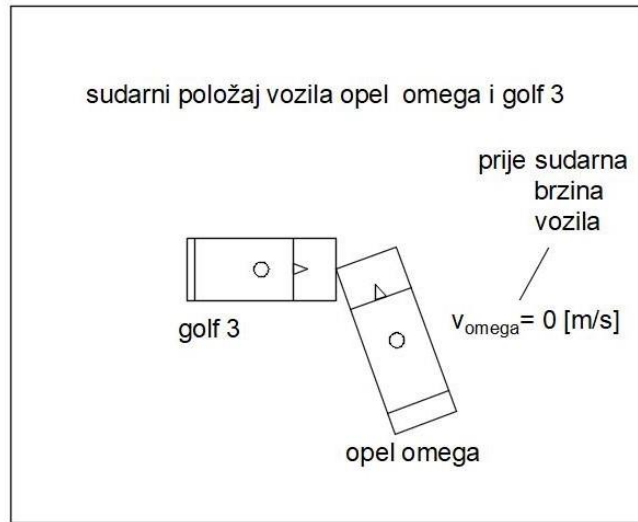 sudarni položaj vozila opel omega i golf 3
prije sudarna
brzina
vozila
golf 3
vomega= 0 [m/s]
opel omega